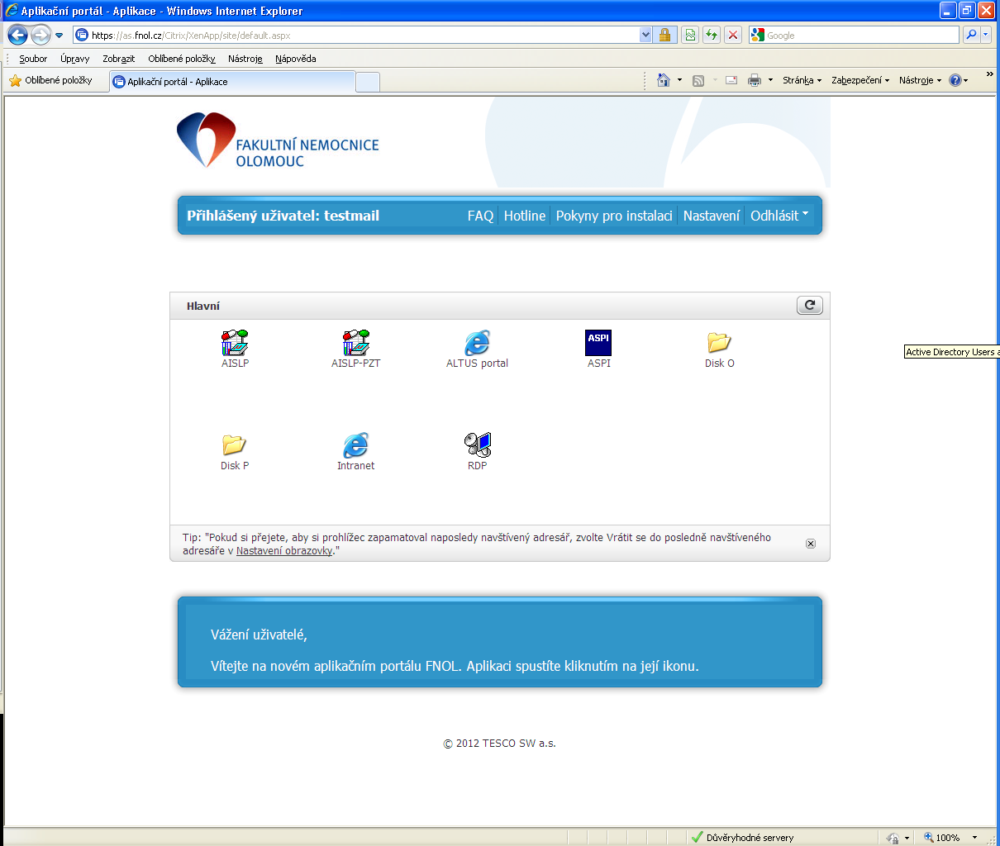 Aplikační portál - Aplikace - Windows Internet Explorer
https://as.fnol.cz/Citrix/XenApp/site/default.aspx
Google
Soubor Úpravy Zobrazit Oblíbené položky Nástroje Nápověda
Oblíbené položky Aplikační portál - Aplikace Stránka Zabezpečení Nástroje
FAKULTNÍ NEMOCNICE
OLOMOUC
Přihlášený uživatel: testmail FAQ Hotline Pokyny pro instalaci Nastavení Odhlásit
Hlavní
ASPI
AISLP AISLP-PZT ALTUS portal ASPI Disk O
Active Directory Users a
Disk P Intranet RDP
Tip: "Pokud si přejete, aby si prohlížec zapamatoval naposledy navštívený adresář, zvolte Vrátit se do posledně navštíveného
adresáře v Nastavení obrazovky."
Vážení uživatelé,
Vítejte na novém aplikačním portálu FNOL. Aplikaci spustíte kliknutím na její ikonu.
© 2012 TESCO SW a.s.
Důvěryhodné servery 100%